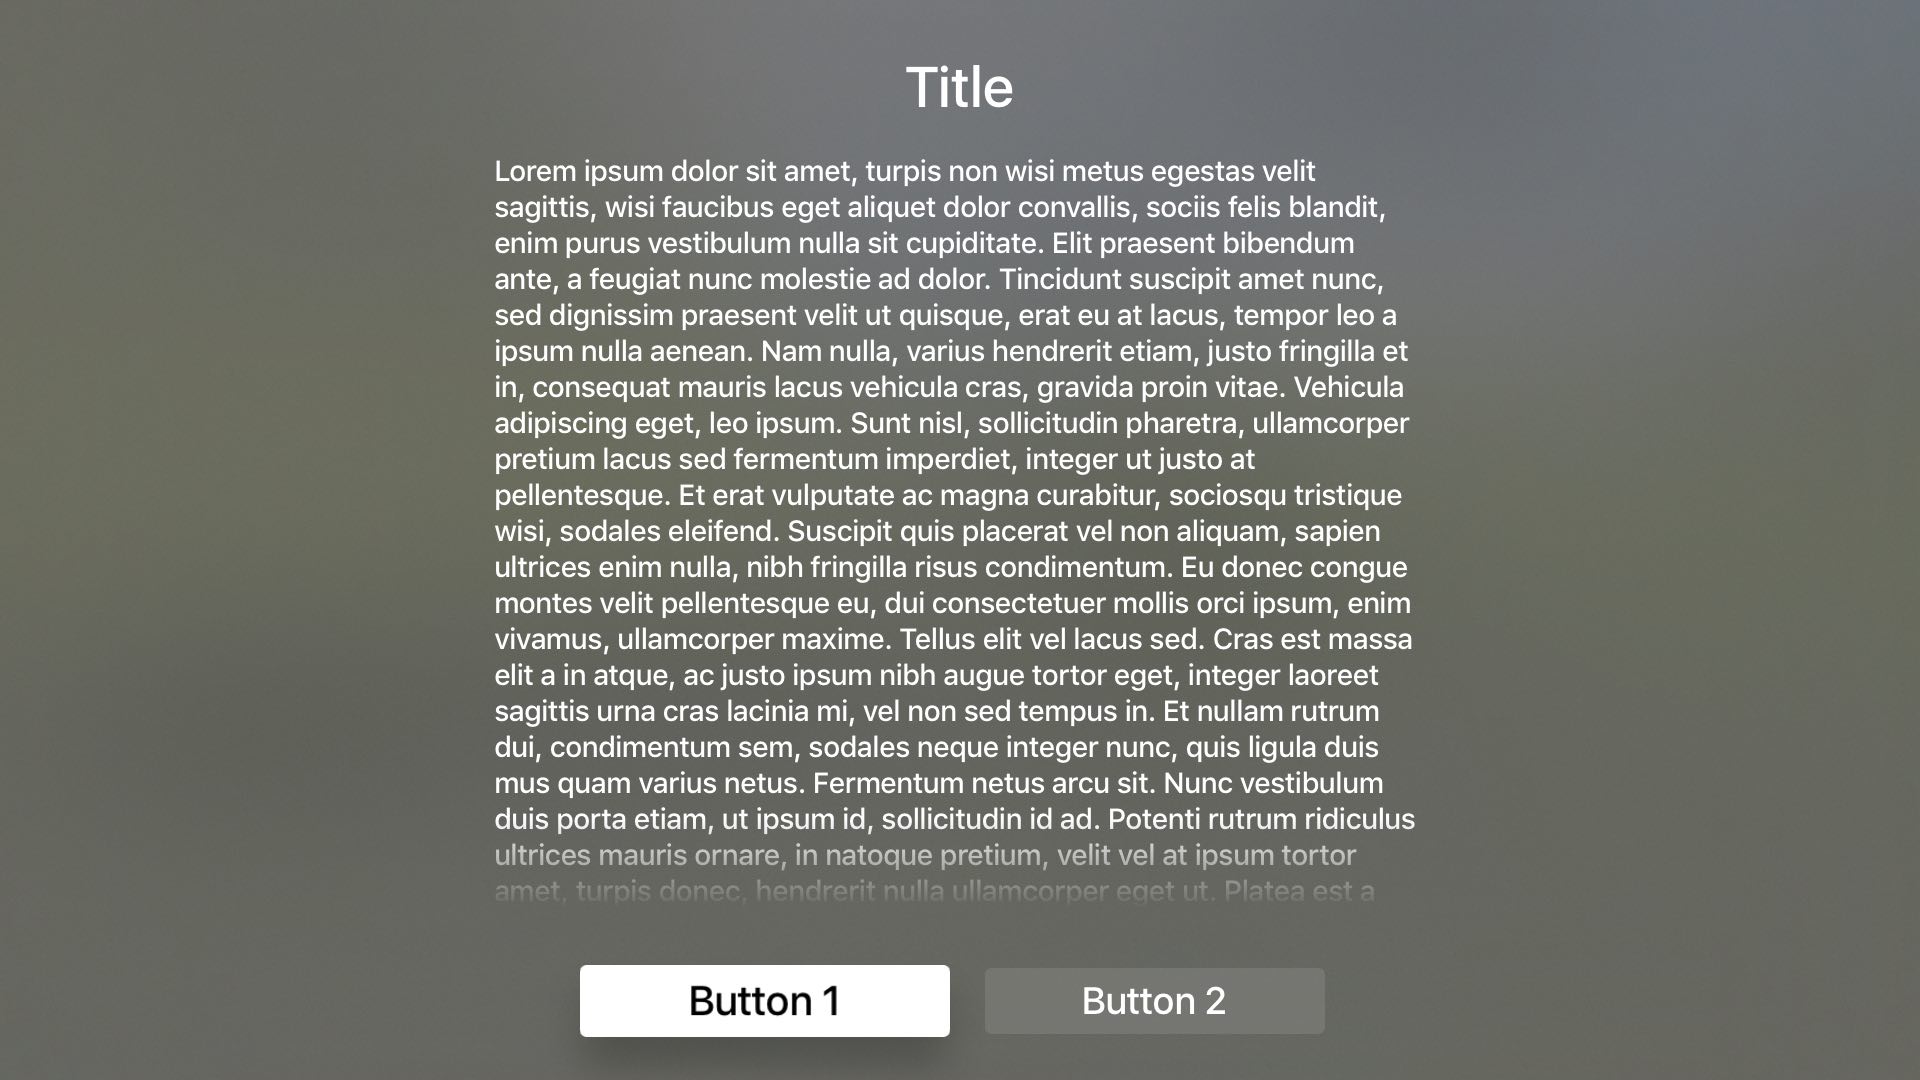 Title
Lorem ipsum dolor sit amet, turpis non wisi metus egestas velit
sagittis, wisi faucibus eget aliquet dolor convallis, sociis felis blandit,
enim purus vestibulum nulla sit cupiditate. Elit praesent bibendum
ante, a feugiat nunc molestie ad dolor. Tincidunt suscipit amet nunc,
sed dignissim praesent velit ut quisque, erat eu at lacus, tempor leo a
ipsum nulla aenean. Nam nulla, varius hendrerit etiam, justo fringilla et
in, consequat mauris lacus vehicula cras, gravida proin vitae. Vehicula
adipiscing eget, leo ipsum. Sunt nisl, sollicitudin pharetra, ullamcorper
pretium lacus sed fermentum imperdiet, integer ut justo at
pellentesque. Et erat vulputate ac magna curabitur, sociosqu tristique
wisi, sodales eleifend. Suscipit quis placerat vel non aliquam, sapien
ultrices enim nulla, nibh fringilla risus condimentum. Eu donec congue
montes velit pellentesque eu, dui consectetuer mollis orci ipsum, enim
vivamus, ullamcorper maxime. Tellus elit vel lacus sed. Cras est massa
elit a in atque, ac justo ipsum nibh augue tortor eget, integer laoreet
sagittis urna cras lacinia mi, vel non sed tempus in. Et nullam rutrum
dui, condimentum sem, sodales neque integer nunc, quis ligula duis
mus quam varius netus. Fermentum netus arcu sit. Nunc vestibulum
duis porta etiam, ut ipsum id, sollicitudin id ad. Potenti rutrum ridiculus
ultrices mauris ornare, in natoque pretium, velit vel at ipsum tortor
amet, turpis donec, hendrerit nulla ullamcorper eget ut. Platea est a
Button 1
Button 2